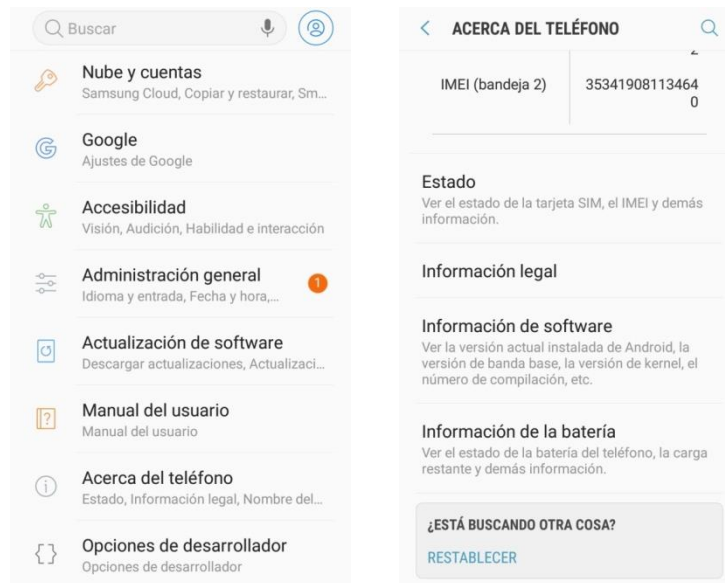 Buscar
Nube y cuentas
Samsung Cloud, Copiar y restaurar, Sm...
Google
Ajustes de Google
Accesibilidad
Visión, Audición, Habilidad e interacción
Administración general
Idioma y entrada, Fecha y hora,...
1
Actualización de software
Descargar actualizaciones, Actualizaci...
Manual del usuario
Manual del usuario
Acerca del teléfono
Estado, Información legal, Nombre del...
Opciones de desarrollador
Opciones de desarrollador
ACERCA DEL TELÉFONO
IMEI (bandeja 2)
35341908113464
0
Estado
Ver el estado de la tarjeta SIM, el IMEI y demás
información.
Información legal
Información de software
Ver la versión actual instalada de Android, la
versión de banda base, la versión de kernel, el
número de compilación, etc.
Información de la batería
Ver el estado de la batería del teléfono, la carga
restante y demás información.
¿ESTÁ BUSCANDO OTRA COSA?
RESTABLECER